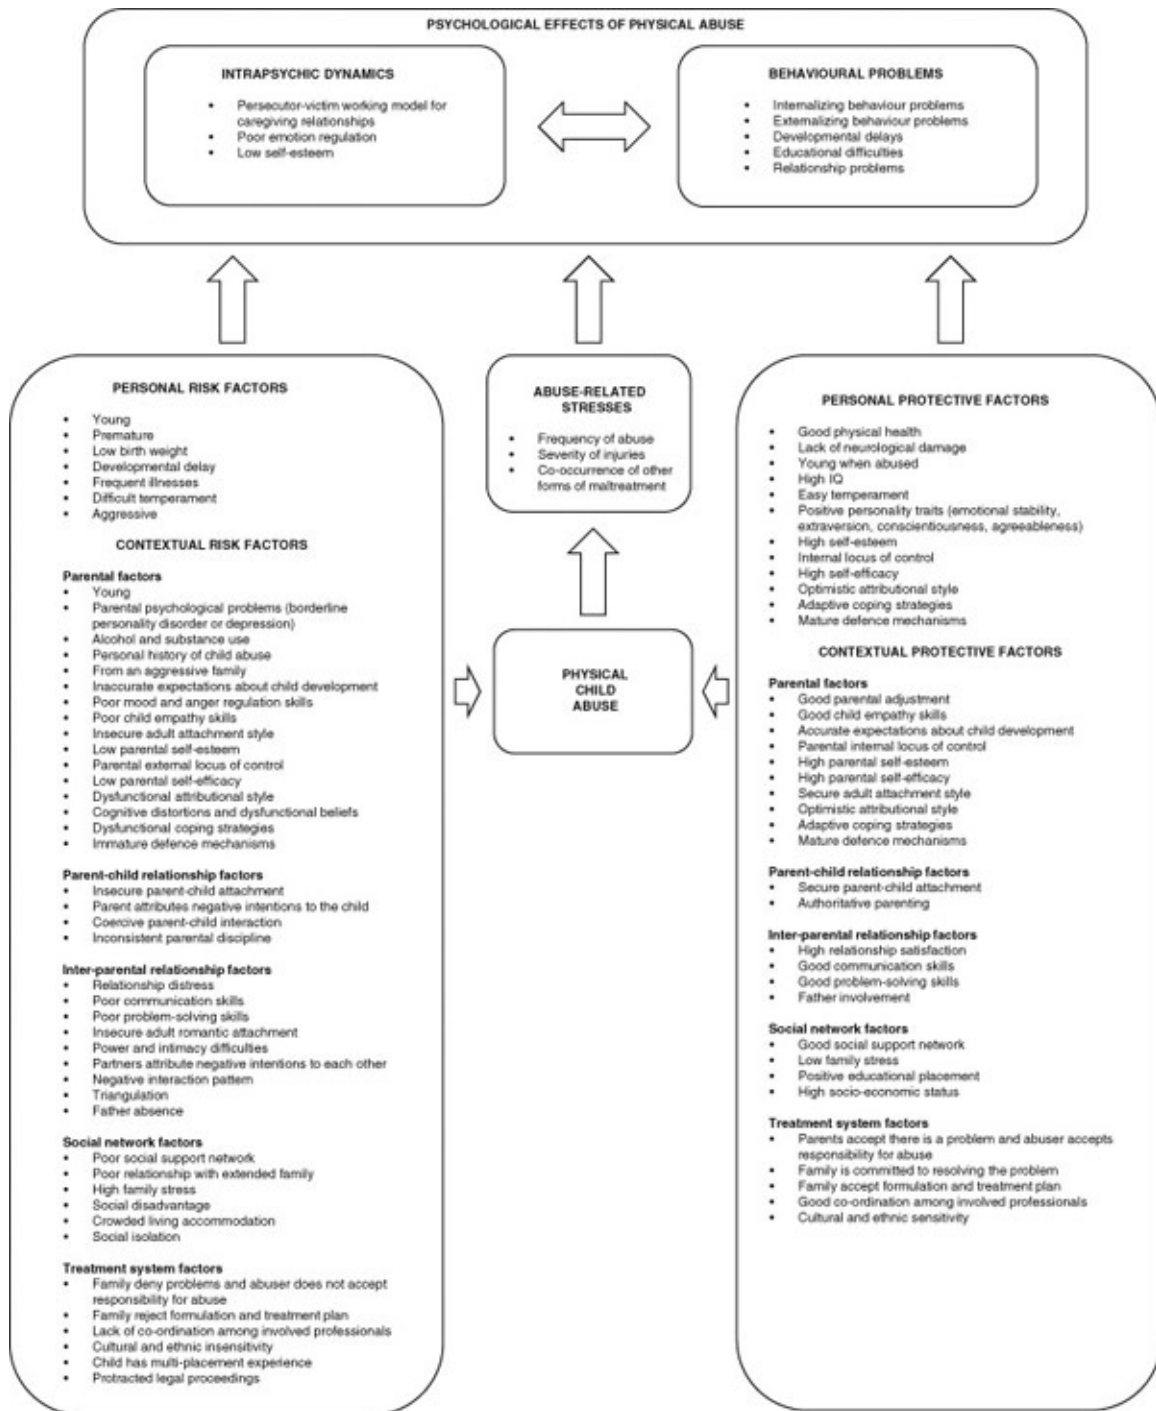 PSYCHOLOGICAL EFFECTS OF PHYSICAL ABUSE
INTRAPSYCHIC DYNAMICS
• Persecutor-victim working model for
caregiving relationships
• Poor emotion regulation
• Low self-esteem
BEHAVIOURAL PROBLEMS
• Internalizing behaviour problems
• Externalizing behaviour problems
• Developmental delays
• Educational difficulties
• Relationship problems
PERSONAL RISK FACTORS
• Young
• Premature
• Low birth weight
• Developmental delay
• Frequent illnesses
• Difficult temperament
• Aggressive
CONTEXTUAL RISK FACTORS
Parental factors
• Young
• Parental psychological problems (borderline
personality disorder or depression)
• Alcohol and substance use
• Personal history of child abuse
• From an aggressive family
• Inaccurate expectations about child development
• Poor mood and anger regulation skills
• Poor child empathy skills
• Insecure adult attachment style
• Low parental self-esteem
• Parental external locus of control
• Low parental self-efficacy
• Dysfunctional attributional style
• Cognitive distortions and dysfunctional beliefs
• Dysfunctional coping strategies
• Immature defence mechanisms
Parent-child relationship factors
• Insecure parent-child attachment
• Parent attributes negative intentions to the child
• Coercive parent-child interaction
• Inconsistent parental discipline
Inter-parental relationship factors
• Relationship distress
• Poor communication skills
• Poor problem-solving skills
• Insecure adult romantic attachment
• Power and intimacy difficulties
• Partners attribute negative intentions to each other
• Negative interaction pattern
• Triangulation
• Father absence
Social network factors
• Poor social support network
• Poor relationship with extended family
• High family stress
• Social disadvantage
• Crowded living accommodation
• Social isolation
Treatment system factors
• Family deny problems and abuser does not accept
responsibility for abuse
• Family reject formulation and treatment plan
• Lack of co-ordination among involved professionals
• Cultural and ethnic insensitivity
• Child has multi-placement experience
• Protracted legal proceedings
ABUSE-RELATED
STRESSES
• Frequency of abuse
• Severity of injuries
• Co-occurrence of other
forms of maltreatment
PHYSICAL
CHILD
ABUSE
PERSONAL PROTECTIVE FACTORS
• Good physical health
• Lack of neurological damage
• Young when abused
• High IQ
• Easy temperament
• Positive personality traits (emotional stability,
extraversion, conscientiousness, agreeableness)
• High self-esteem
• Internal locus of control
• High self-efficacy
• Optimistic attributional style
• Adaptive coping strategies
• Mature defence mechanisms
CONTEXTUAL PROTECTIVE FACTORS
Parental factors
• Good parental adjustment
• Good child empathy skills
• Accurate expectations about child development
• Parental internal locus of control
• High parental self-esteem
• High parental self-efficacy
• Secure adult attachment style
• Optimistic attributional style
• Adaptive coping strategies
• Mature defence mechanisms
Parent-child relationship factors
• Secure parent-child attachment
• Authoritative parenting
Inter-parental relationship factors
• High relationship satisfaction
• Good communication skills
• Good problem-solving skills
• Father involvement
Social network factors
• Good social support network
• Low family stress
• Positive educational placement
• High socio-economic status
Treatment system factors
• Parents accept there is a problem and abuser accepts
responsibility for abuse
• Family is committed to resolving the problem
• Family accept formulation and treatment plan
• Good co-ordination among involved professionals
• Cultural and ethnic sensitivity